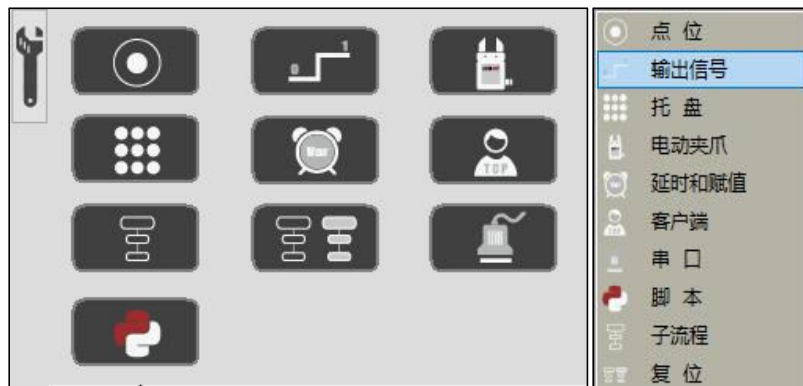 0 1
Var
TCP
点 位
输出信号
托 盘
电动夹爪
延时和赋值
客户端
串 口
脚 本
子流程
复 位